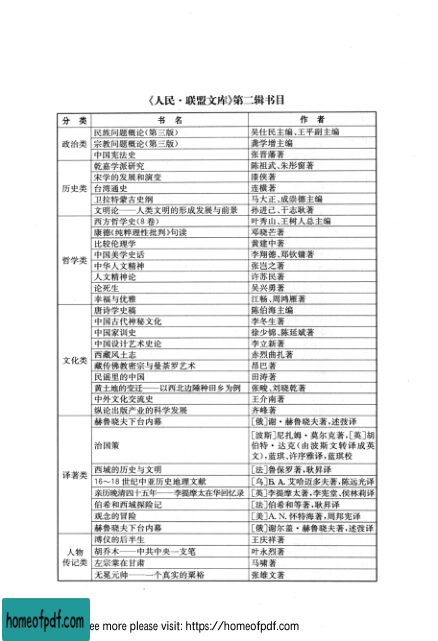 《人民·联盟文库》第二辑书目
分 类 书 名 作 者
政治类
民族问题概论(第三版) 吴仕民主编、王平副主编
宗教问题概论(第三版) 龚学增主编
中国宪法史 张晋藩著
历史类
乾嘉学派研究 陈祖武、朱彤窗著
宋学的发展和演变 漆侠著
台湾通史 连横著
卫拉特蒙古史纲 马大正、成崇德主编
文明论——人类文明的形成发展与前景 孙进己、干志耿著
哲学类
西方哲学史(8卷) 叶秀山、王树人总主编
康德《纯粹理性批判》句读 邓晓芒著
比较伦理学 黄建中著
中国美学史话 李翔德、郑钦镛著
中华人文精神 张岂之著
人文精神论 许苏民著
论死生 吴兴勇著
幸福与优雅 江畅、周鸿雁著
文化类
唐诗学史稿 陈伯海主编
中国古代神秘文化 李冬生著
中国家训史 徐少锦、陈延斌著
中国设计艺术史论 李立新著
西藏风土志 赤烈曲扎著
藏传佛教密宗与曼荼罗艺术 昂巴著
民谣里的中国 田涛著
黄土地的变迁——以西北边陲种田乡为例 张畯、刘晓乾著
中外文化交流史 王介南著
纵论出版产业的科学发展 齐峰著
译著类
赫鲁晓夫下台内幕 [俄]谢·赫鲁晓夫著,述弢译
治国策 [波斯]尼扎姆·莫尔克著,[英]胡
伯特·达克(由波斯文转译成英
文),蓝琪、许序雅译,蓝琪校
西域的历史与文明 [法]鲁保罗著,耿昇译
16~18世纪中亚历史地理文献 [乌]Б.А.艾哈迈多夫著,陈远光译
亲历晚清四十五年——李提摩太在华回忆录 [英]李提摩太著,李宪堂、侯林莉译
伯希和西域探险记 [法]伯希和等著,耿昇译
观念的冒险 [美]A.N.怀特海著,周邦宪译
赫鲁晓夫下台内幕 [俄]谢尔盖·赫鲁晓夫著,述弢译
人物
传记类
溥仪的后半生 王庆祥著
胡乔木——中共中央一支笔 叶永烈著
左宗棠在甘肃 马啸著
无冕元帅——一个真实的粟裕 张雄文著
homeofpdf.com
ee more please visit: https://homeofpdf.com